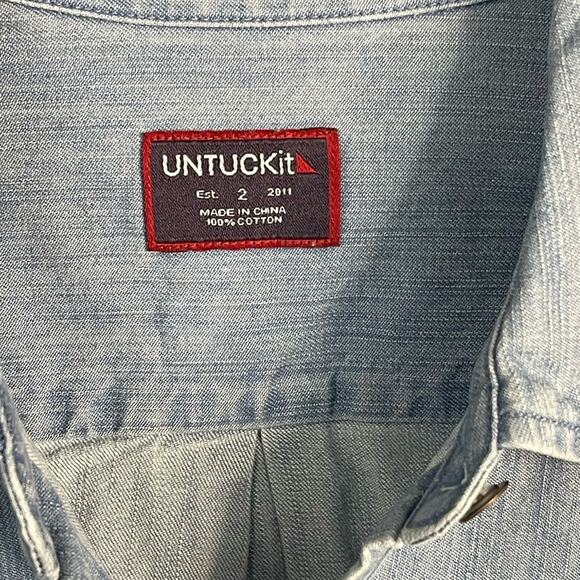 UNTUCKit
Est. 2 2011
MADE IN CHINA
100% COTTON